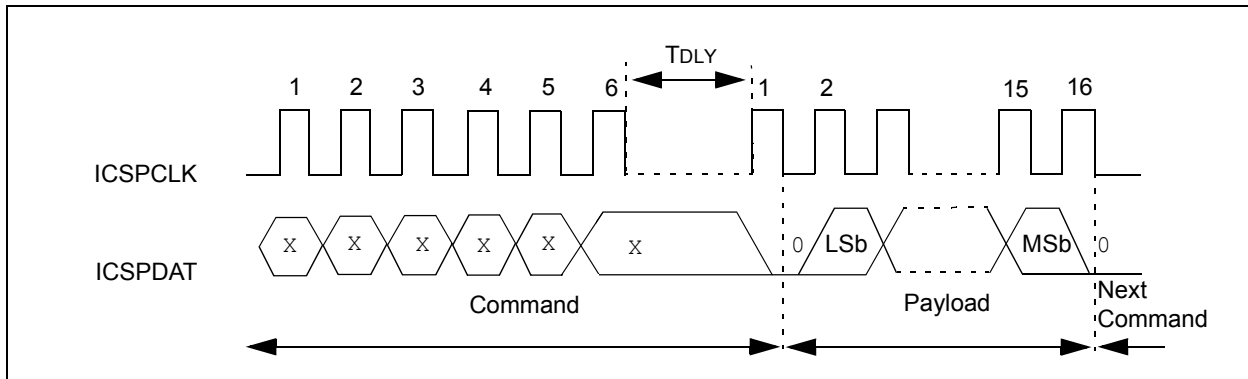 TDLY
1 2 3 4 5 6 1 2 15 16
ICSPCLK
X X X X X X 0 LSb MSb 0
ICSPDAT
Command Payload Next
Command